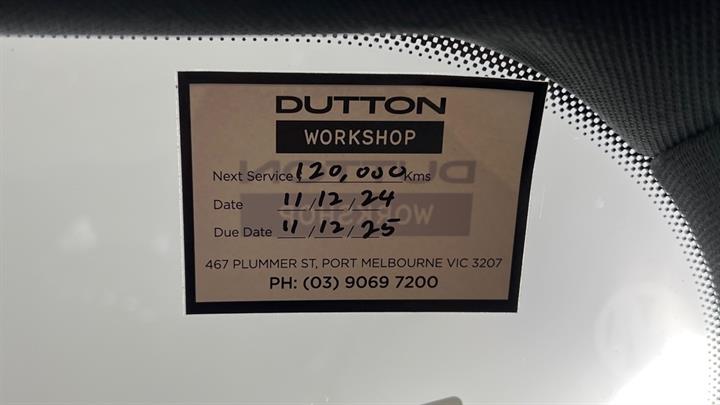 DUTTON
WORKSHOP
Next Service 120,000 Kms
Date 11/12/24
Due Date 11/12/25
467 PLUMMER ST, PORT MELBOURNE VIC 3207
PH: (03) 9069 7200